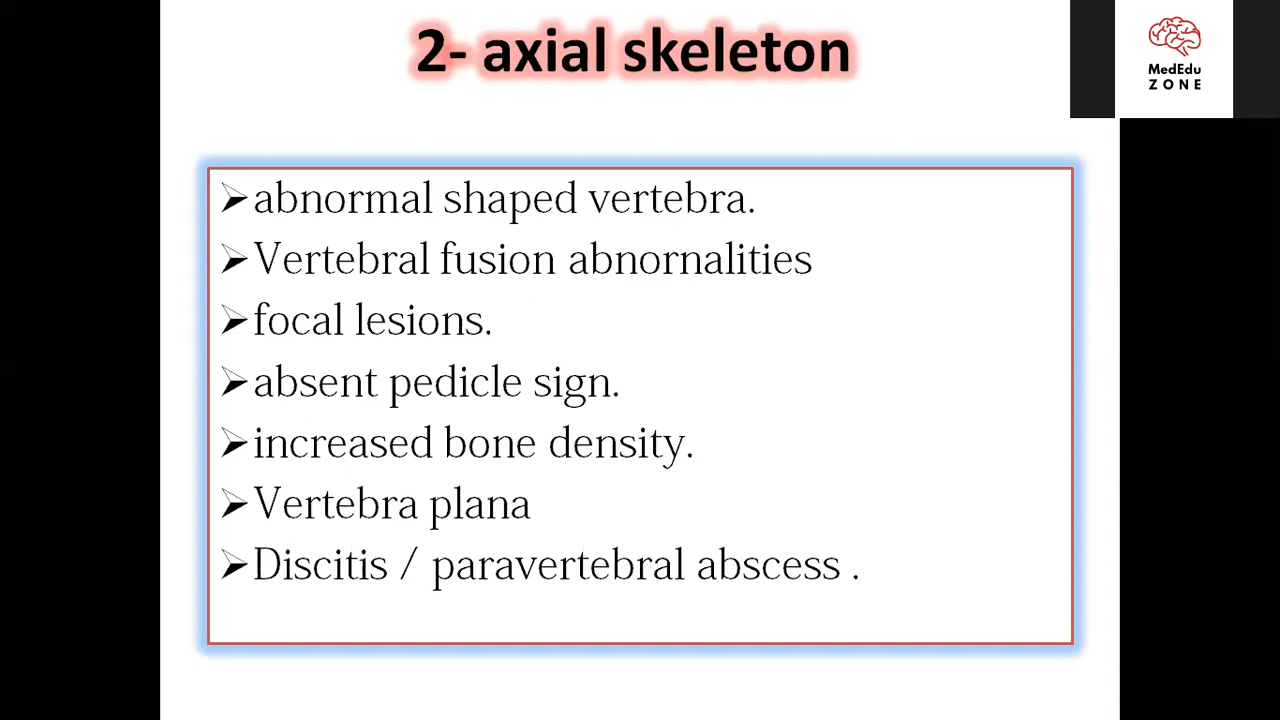 2- axial skeleton
MedEdu
ZONE
➢abnormal shaped vertebra.
➢Vertebral fusion abnornalities
➢focal lesions.
➢absent pedicle sign.
➢increased bone density.
➢Vertebra plana
➢Discitis / paravertebral abscess .